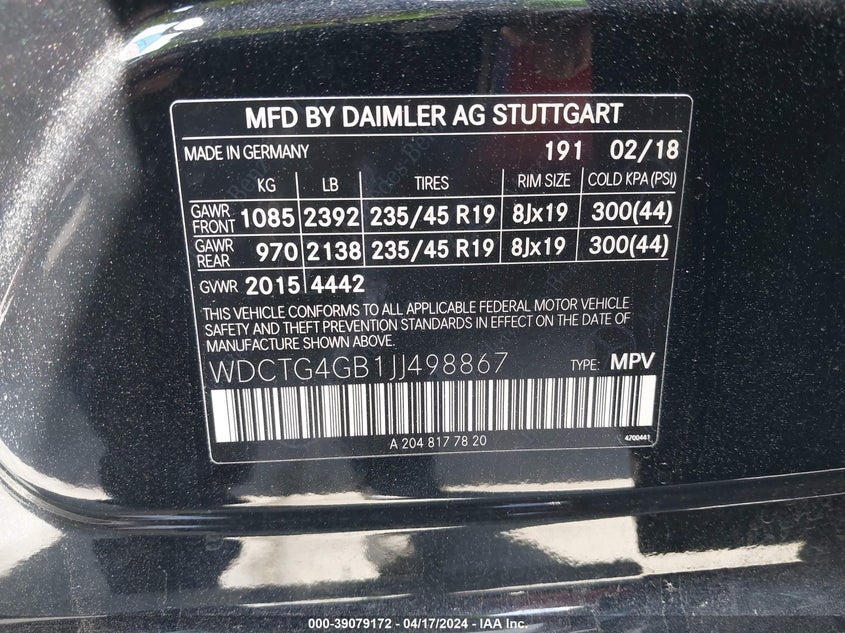 MFD BY DAIMLER AG STUTTGART
MADE IN GERMANY 191 02/18
KG LB TIRES RIM SIZE COLD KPA (PSI)
GAWR FRONT 1085 2392 235/45 R19 8Jx19 300(44)
GAWR REAR 970 2138 235/45 R19 8Jx19 300(44)
GVWR 2015 4442
THIS VEHICLE CONFORMS TO ALL APPLICABLE FEDERAL MOTOR VEHICLE
SAFETY AND THEFT PREVENTION STANDARDS IN EFFECT ON THE DATE OF
MANUFACTURE SHOWN ABOVE.
WDCTG4GB1JJ498867 TYPE: MPV
A 204 817 78 20 4700441
000-39079172 - 04/17/2024 - IAA Inc.